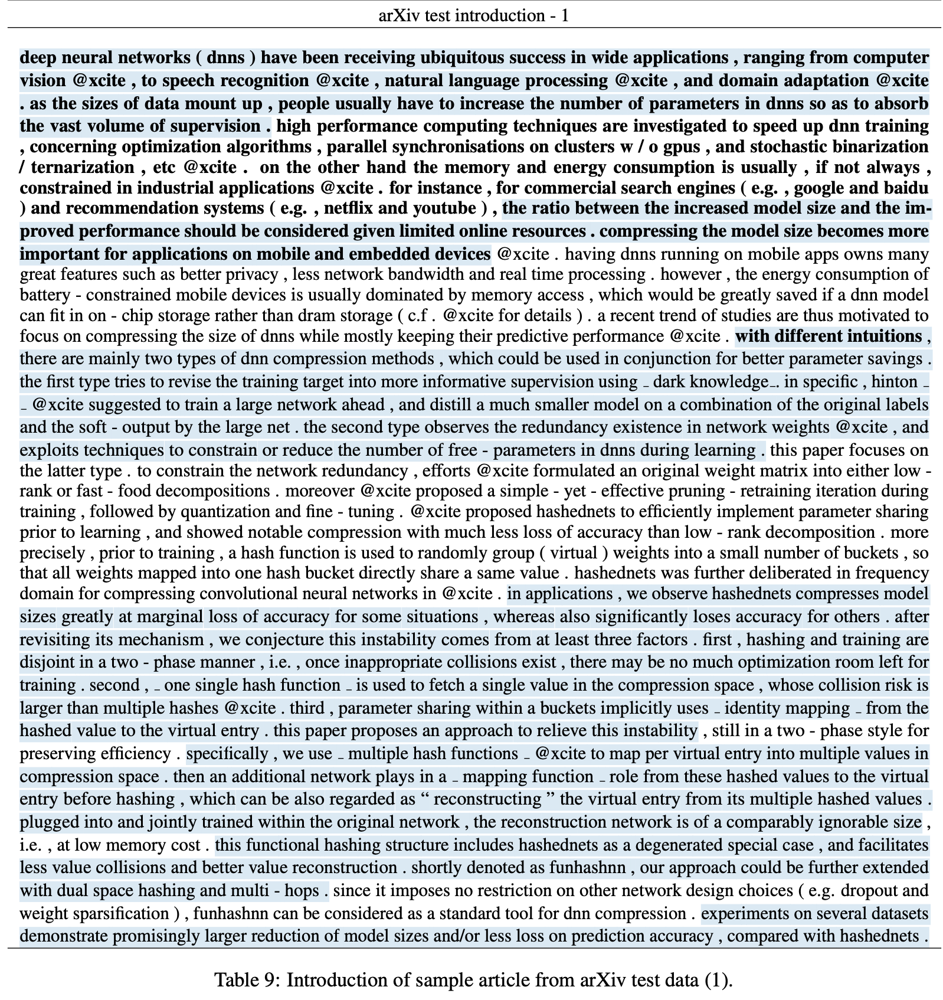 arXiv test introduction - 1
deep neural networks ( dnns ) have been receiving ubiquitous success in wide applications , ranging from computer
vision @xcite , to speech recognition @xcite , natural language processing @xcite , and domain adaptation @xcite
. as the sizes of data mount up , people usually have to increase the number of parameters in dnns so as to absorb
the vast volume of supervision . high performance computing techniques are investigated to speed up dnn training
, concerning optimization algorithms , parallel synchronisations on clusters w / o gpus , and stochastic binarization
/ ternarization , etc @xcite . on the other hand the memory and energy consumption is usually , if not always ,
constrained in industrial applications @xcite . for instance , for commercial search engines ( e.g. , google and baidu
) and recommendation systems ( e.g. , netflix and youtube ) , the ratio between the increased model size and the im-
proved performance should be considered given limited online resources . compressing the model size becomes more
important for applications on mobile and embedded devices @xcite . having dnns running on mobile apps owns many
great features such as better privacy , less network bandwidth and real time processing . however , the energy consumption of
battery - constrained mobile devices is usually dominated by memory access , which would be greatly saved if a dnn model
can fit in on - chip storage rather than dram storage ( c.f . @xcite for details ) . a recent trend of studies are thus motivated to
focus on compressing the size of dnns while mostly keeping their predictive performance @xcite . with different intuitions ,
there are mainly two types of dnn compression methods , which could be used in conjunction for better parameter savings .
the first type tries to revise the training target into more informative supervision using _ dark knowledge_. in specific , hinton _
_ @xcite suggested to train a large network ahead , and distill a much smaller model on a combination of the original labels
and the soft - output by the large net . the second type observes the redundancy existence in network weights @xcite , and
exploits techniques to constrain or reduce the number of free - parameters in dnns during learning . this paper focuses on
the latter type . to constrain the network redundancy , efforts @xcite formulated an original weight matrix into either low -
rank or fast - food decompositions . moreover @xcite proposed a simple - yet - effective pruning - retraining iteration during
training , followed by quantization and fine - tuning . @xcite proposed hashednets to efficiently implement parameter sharing
prior to learning , and showed notable compression with much less loss of accuracy than low - rank decomposition . more
precisely , prior to training , a hash function is used to randomly group ( virtual ) weights into a small number of buckets , so
that all weights mapped into one hash bucket directly share a same value . hashednets was further deliberated in frequency
domain for compressing convolutional neural networks in @xcite . in applications , we observe hashednets compresses model
sizes greatly at marginal loss of accuracy for some situations , whereas also significantly loses accuracy for others . after
revisiting its mechanism , we conjecture this instability comes from at least three factors . first , hashing and training are
disjoint in a two - phase manner , i.e. , once inappropriate collisions exist , there may be no much optimization room left for
training . second , _ one single hash function _ is used to fetch a single value in the compression space , whose collision risk is
larger than multiple hashes @xcite . third , parameter sharing within a buckets implicitly uses _ identity mapping _ from the
hashed value to the virtual entry . this paper proposes an approach to relieve this instability , still in a two - phase style for
preserving efficiency . specifically , we use _ multiple hash functions _ @xcite to map per virtual entry into multiple values in
compression space . then an additional network plays in a _ mapping function _ role from these hashed values to the virtual
entry before hashing , which can be also regarded as “ reconstructing ” the virtual entry from its multiple hashed values .
plugged into and jointly trained within the original network , the reconstruction network is of a comparably ignorable size ,
i.e. , at low memory cost . this functional hashing structure includes hashednets as a degenerated special case , and facilitates
less value collisions and better value reconstruction . shortly denoted as funhashnn , our approach could be further extended
with dual space hashing and multi - hops . since it imposes no restriction on other network design choices ( e.g. dropout and
weight sparsification ) , funhashnn can be considered as a standard tool for dnn compression . experiments on several datasets
demonstrate promisingly larger reduction of model sizes and/or less loss on prediction accuracy , compared with hashednets .
Table 9: Introduction of sample article from arXiv test data (1).